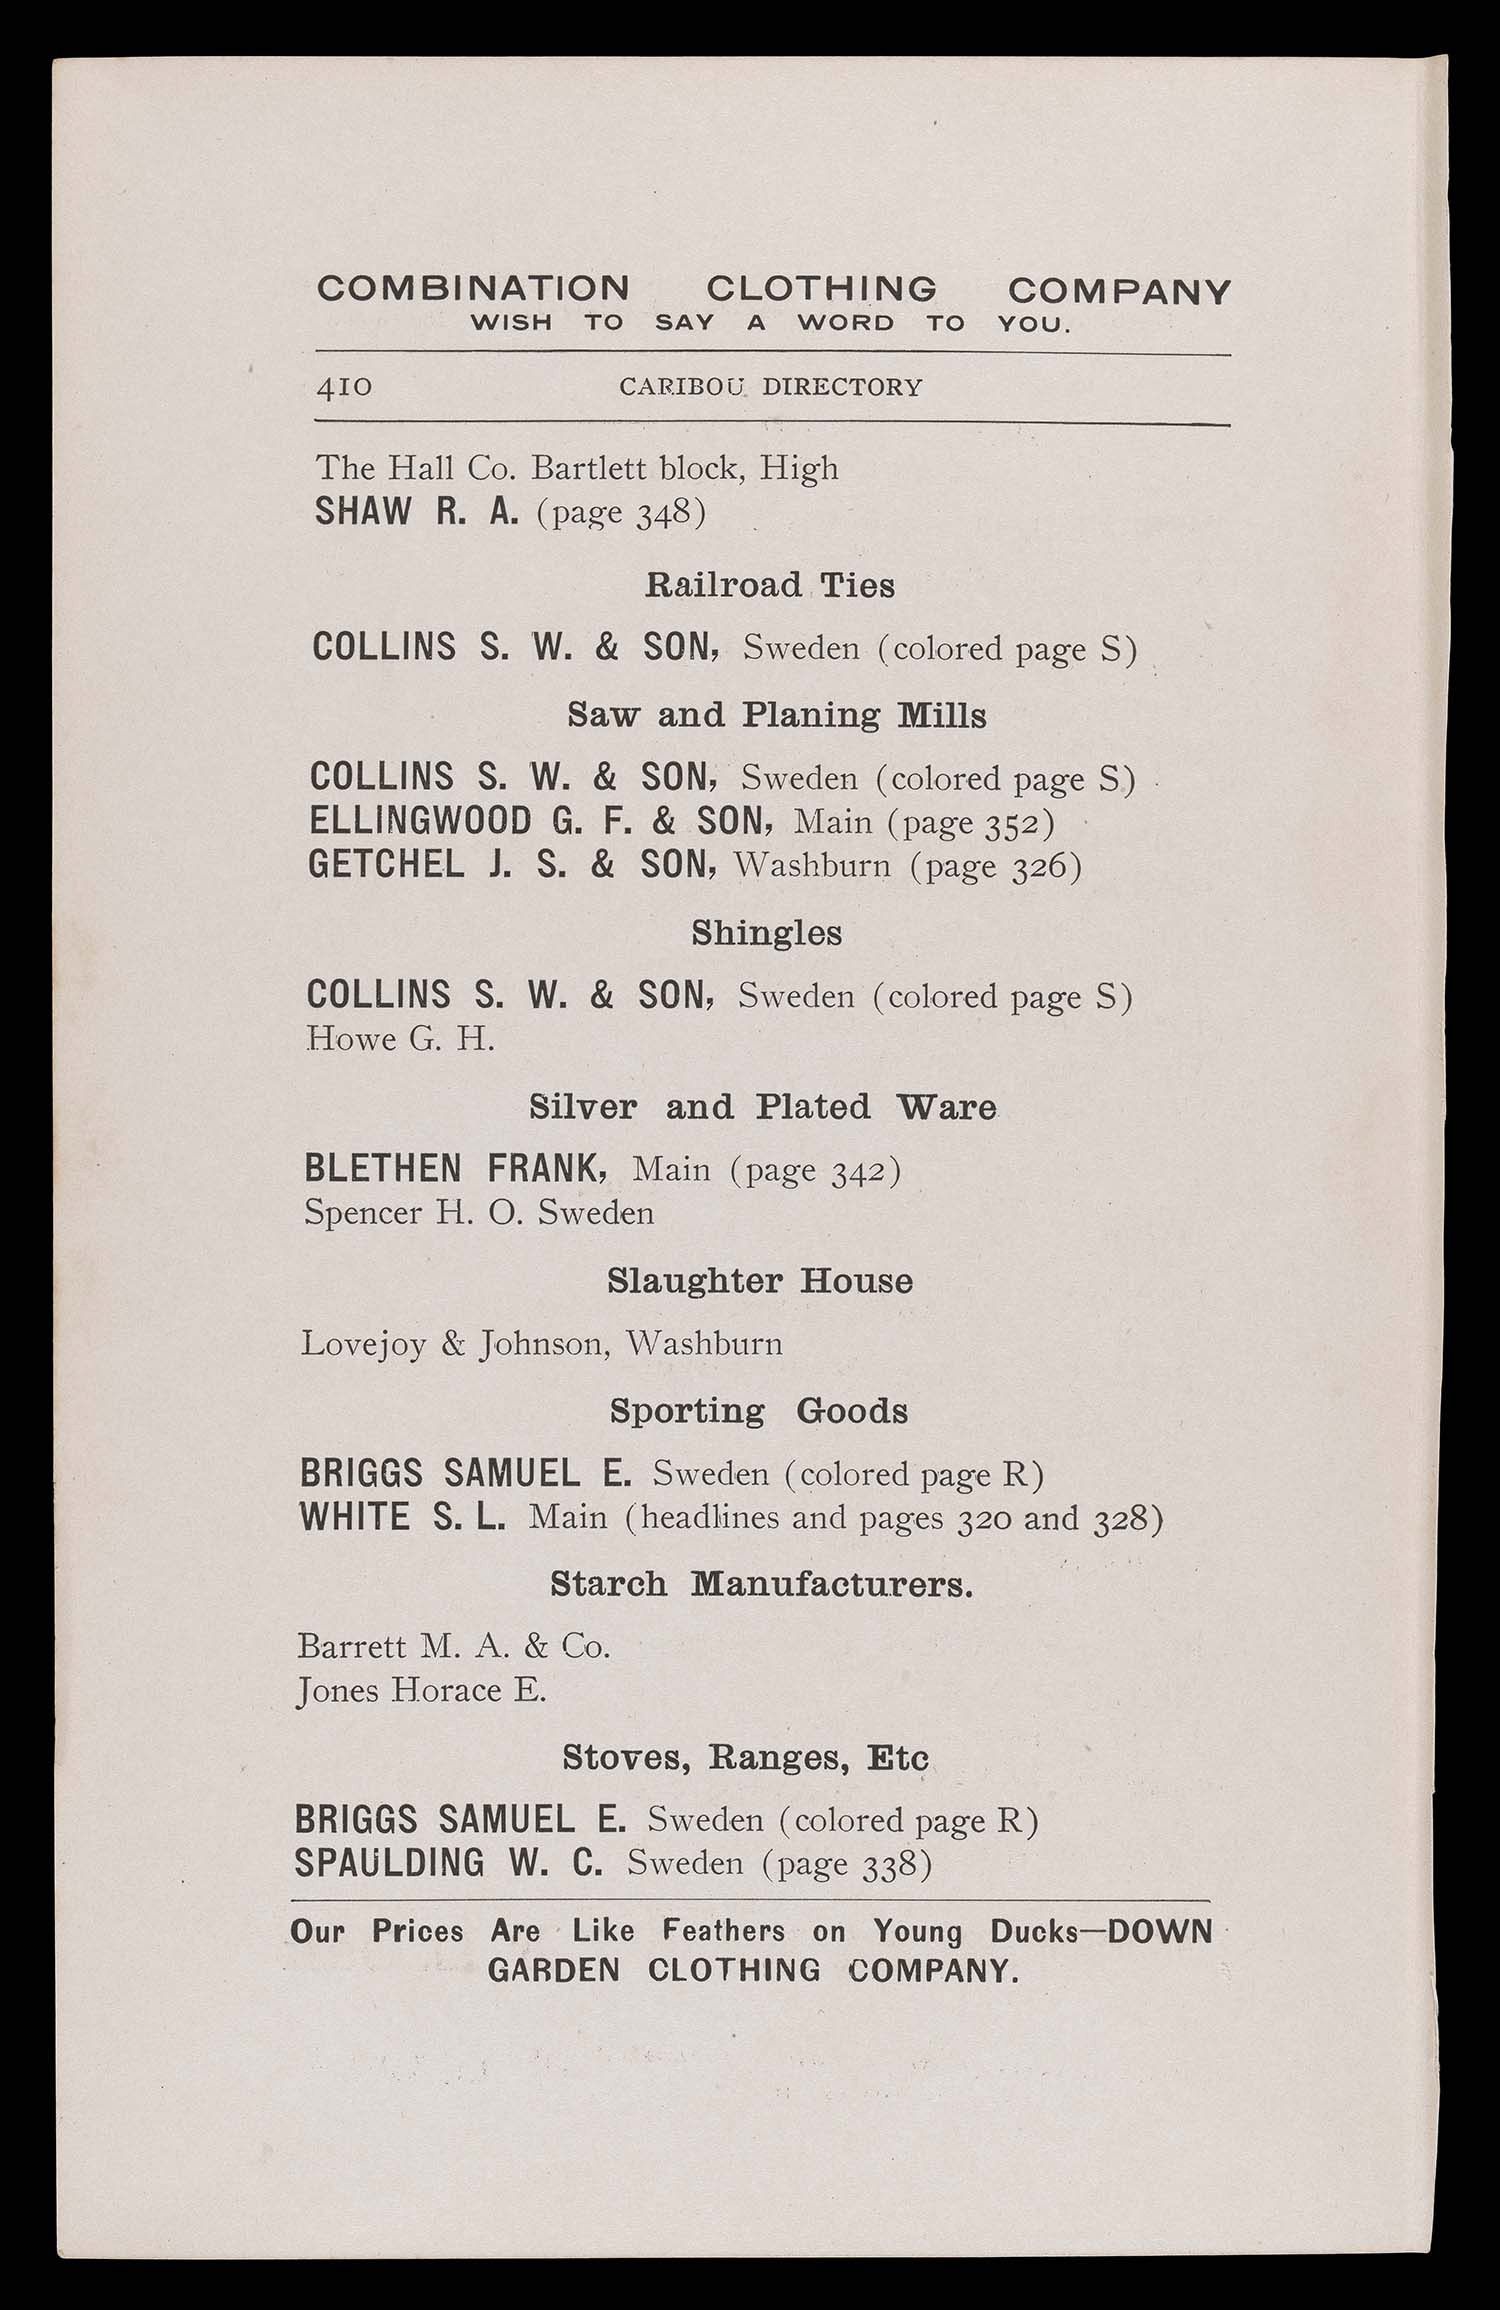 COMBINATION CLOTHING COMPANY
WISH TO SAY A WORD TO YOU.
410 CARIBOU DIRECTORY
The Hall Co. Bartlett block, High
SHAW R. A. (page 348)
Railroad Ties
COLLINS S. W. & SON, Sweden (colored page S)
Saw and Planing Mills
COLLINS S. W. & SON, Sweden (colored page S)
ELLINGWOOD G. F. & SON, Main (page 352)
GETCHEL J. S. & SON, Washburn (page 326)
Shingles
COLLINS S. W. & SON, Sweden (colored page S)
Howe G. H.
Silver and Plated Ware
BLETHEN FRANK, Main (page 342)
Spencer H. O. Sweden
Slaughter House
Lovejoy & Johnson, Washburn
Sporting Goods
BRIGGS SAMUEL E. Sweden (colored page R)
WHITE S. L. Main (headlines and pages 320 and 328)
Starch Manufacturers.
Barrett M. A. & Co.
Jones Horace E.
Stoves, Ranges, Etc
BRIGGS SAMUEL E. Sweden (colored page R)
SPAULDING W. C. Sweden (page 338)
Our Prices Are Like Feathers on Young Ducks—DOWN
GARDEN CLOTHING COMPANY.